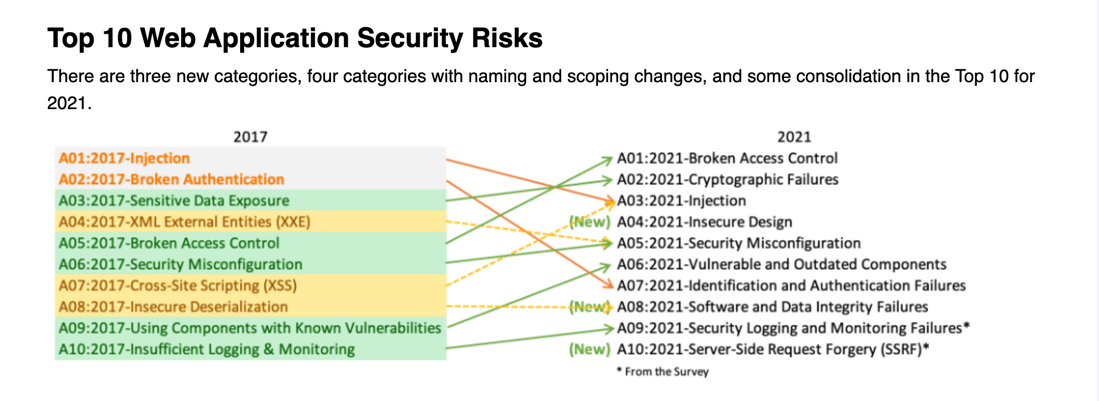 Top 10 Web Application Security Risks
There are three new categories, four categories with naming and scoping changes, and some consolidation in the Top 10 for
2021.
2017
A01:2017-Injection
A02:2017-Broken Authentication
A03:2017-Sensitive Data Exposure
A04:2017-XML External Entities (XXE)
A05:2017-Broken Access Control
A06:2017-Security Misconfiguration
A07:2017-Cross-Site Scripting (XSS)
A08:2017-Insecure Deserialization
A09:2017-Using Components with Known Vulnerabilities
A10:2017-Insufficient Logging & Monitoring
2021
A01:2021-Broken Access Control
A02:2021-Cryptographic Failures
A03:2021-Injection
(New) A04:2021-Insecure Design
A05:2021-Security Misconfiguration
A06:2021-Vulnerable and Outdated Components
A07:2021-Identification and Authentication Failures
(New) A08:2021-Software and Data Integrity Failures
A09:2021-Security Logging and Monitoring Failures*
(New) A10:2021-Server-Side Request Forgery (SSRF)*
* From the Survey